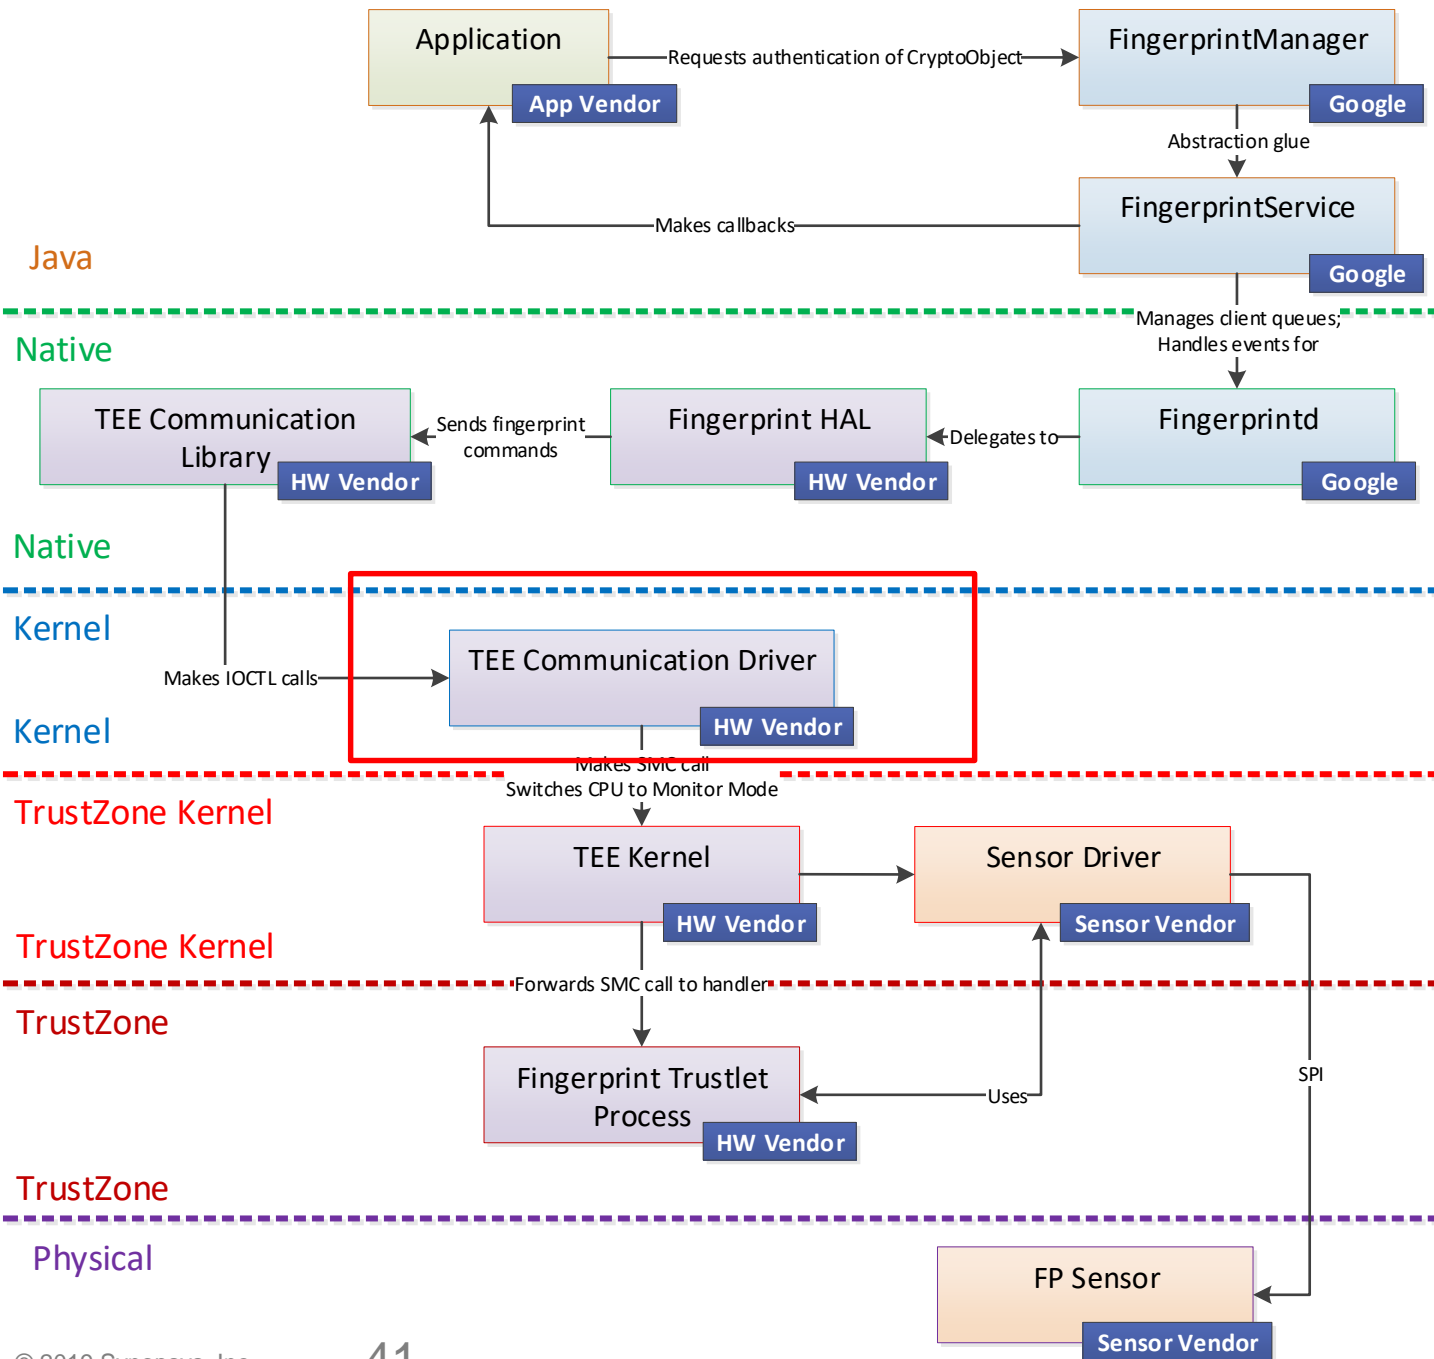 Application
App Vendor
Requests authentication of CryptoObject
FingerprintManager
Google
Abstraction glue
FingerprintService
Google
Makes callbacks
Java
Manages client queues;
Handles events for
Native
TEE Communication
Library
HW Vendor
Sends fingerprint
commands
Fingerprint HAL
HW Vendor
Delegates to
Fingerprintd
Google
Native
Kernel
TEE Communication Driver
HW Vendor
Makes IOCTL calls
Kernel
Makes SMC call
Switches CPU to Monitor Mode
TrustZone Kernel
TEE Kernel
HW Vendor
Sensor Driver
Sensor Vendor
TrustZone Kernel
Forwards SMC call to handler
TrustZone
Fingerprint Trustlet
Process
HW Vendor
Uses
SPI
TrustZone
Physical
FP Sensor
Sensor Vendor
41